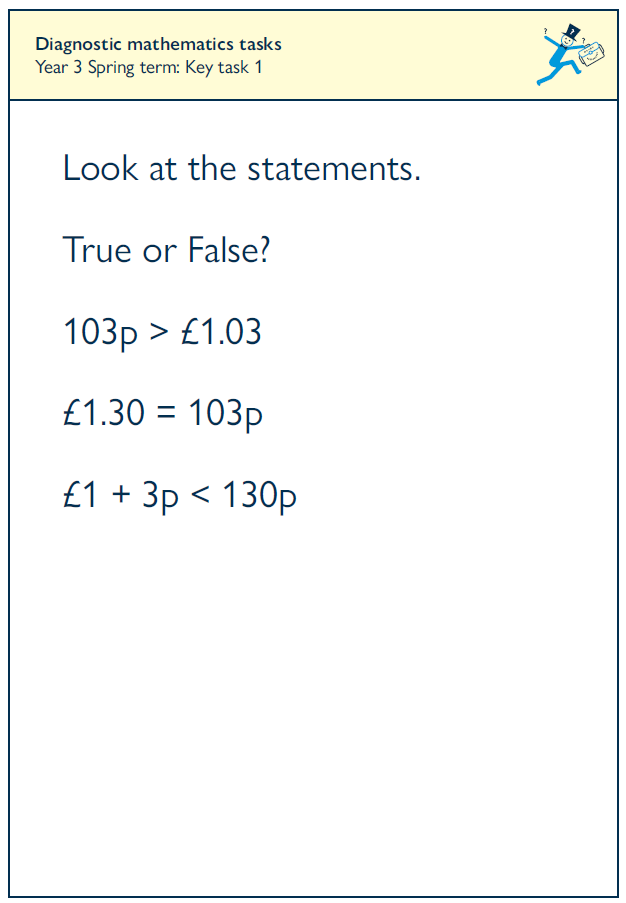 Diagnostic mathematics tasks
Year 3 Spring term: Key task 1
Look at the statements.
True or False?
103p > £1.03
£1.30 = 103p
£1 + 3p < 130p